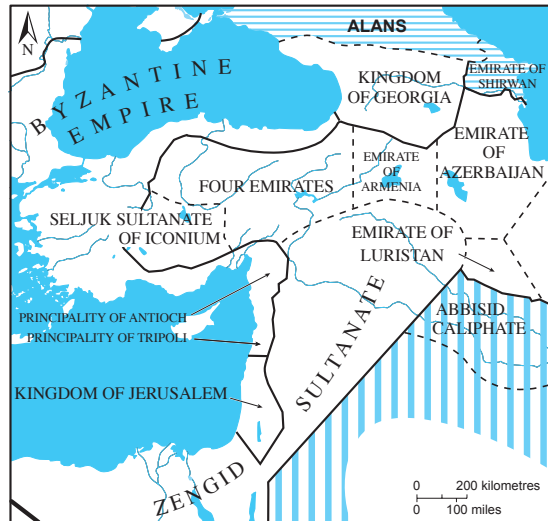 N
ALANS
BYZANTINE
EMPIRE
KINGDOM
OF GEORGIA
EMIRATE OF
SHIRWAN
EMIRATE
OF
AZERBAIJAN
EMIRATE
OF
ARMENIA
FOUR EMIRATES
SELJUK SULTANATE
OF ICONIUM
EMIRATE OF
LURISTAN
PRINCIPALITY OF ANTIOCH
PRINCIPALITY OF TRIPOLI
ABBISID
CALIPHATE
KINGDOM OF JERUSALEM
ZENGID SULTANATE
0 200 kilometres
0 100 miles